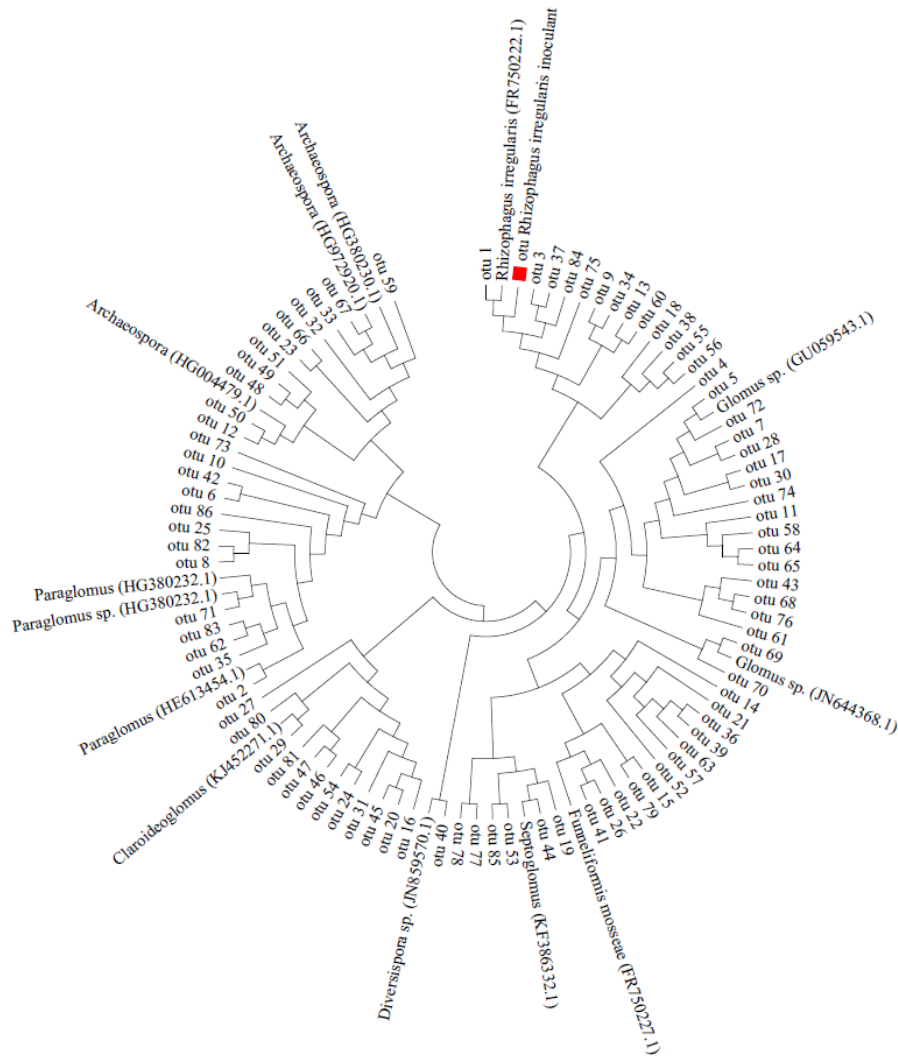 otu 1
Rhizophagus irregularis (FR750222.1)
otu Rhizophagus irregularis inoculant
otu 3
otu 37
otu 84
otu 75
otu 9
otu 34
otu 13
otu 60
otu 18
otu 38
otu 55
otu 56
otu 4
otu 5
Glomus sp. (GU059543.1)
otu 72
otu 7
otu 28
otu 17
otu 30
otu 74
otu 11
otu 58
otu 64
otu 65
otu 43
otu 68
otu 76
otu 61
otu 69
Glomus sp. (JN644368.1)
otu 70
otu 14
otu 21
otu 36
otu 39
otu 63
otu 57
otu 52
otu 15
otu 79
otu 22
otu 26
otu 41
Funneliformis mosseae (FR750227.1)
otu 19
otu 44
Septoglomus (KF386332.1)
otu 53
otu 85
otu 77
otu 78
otu 40
Diversispora sp. (JN859570.1)
otu 16
otu 20
otu 45
otu 31
otu 24
otu 54
otu 46
otu 47
otu 81
otu 29
Claroideoglomus (KJ452271.1)
otu 80
otu 27
otu 2
Paraglomus (HE613454.1)
otu 35
otu 62
otu 83
otu 71
Paraglomus sp. (HG380232.1)
Paraglomus (HG380232.1)
otu 8
otu 82
otu 25
otu 86
otu 6
otu 42
otu 10
otu 73
otu 12
otu 50
Archaeospora (HG004479.1)
otu 48
otu 49
otu 51
otu 23
otu 66
otu 32
otu 33
otu 67
Archaeospora (HG972920.1)
Archaeospora (HG380230.1)
otu 59